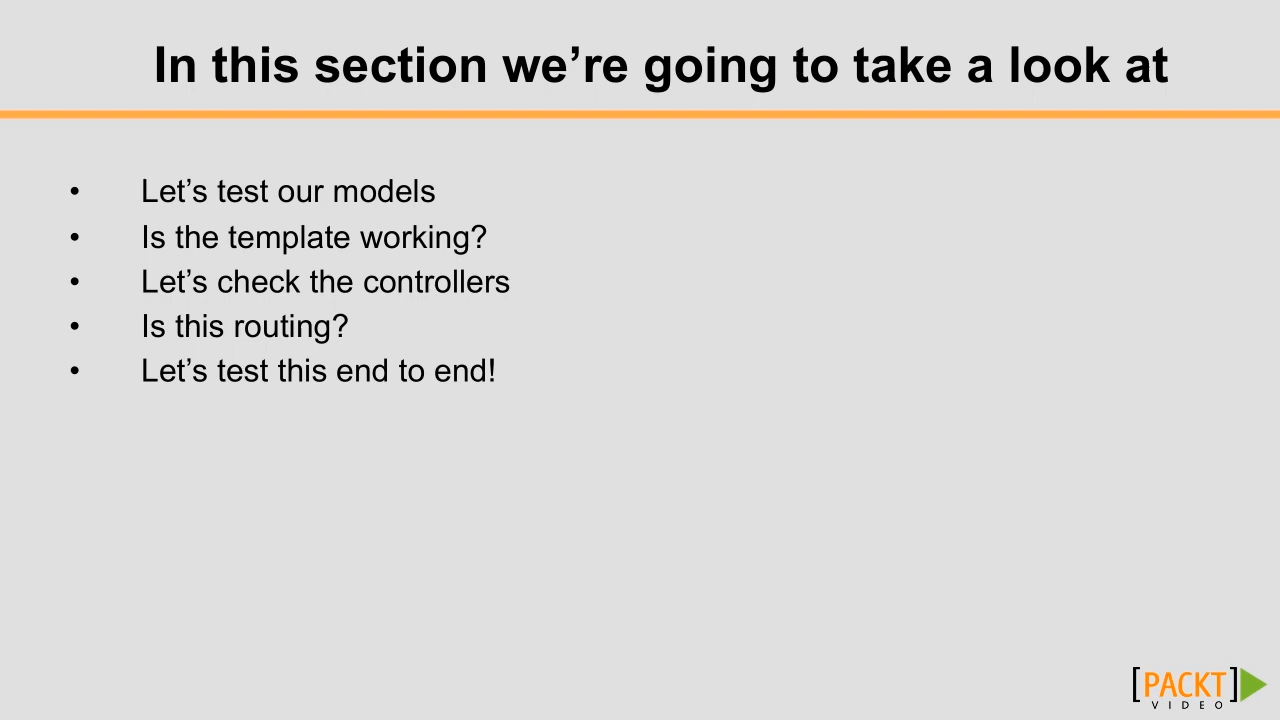 In this section we’re going to take a look at
• Let’s test our models
• Is the template working?
• Let’s check the controllers
• Is this routing?
• Let’s test this end to end!
[PACKT]
VIDEO